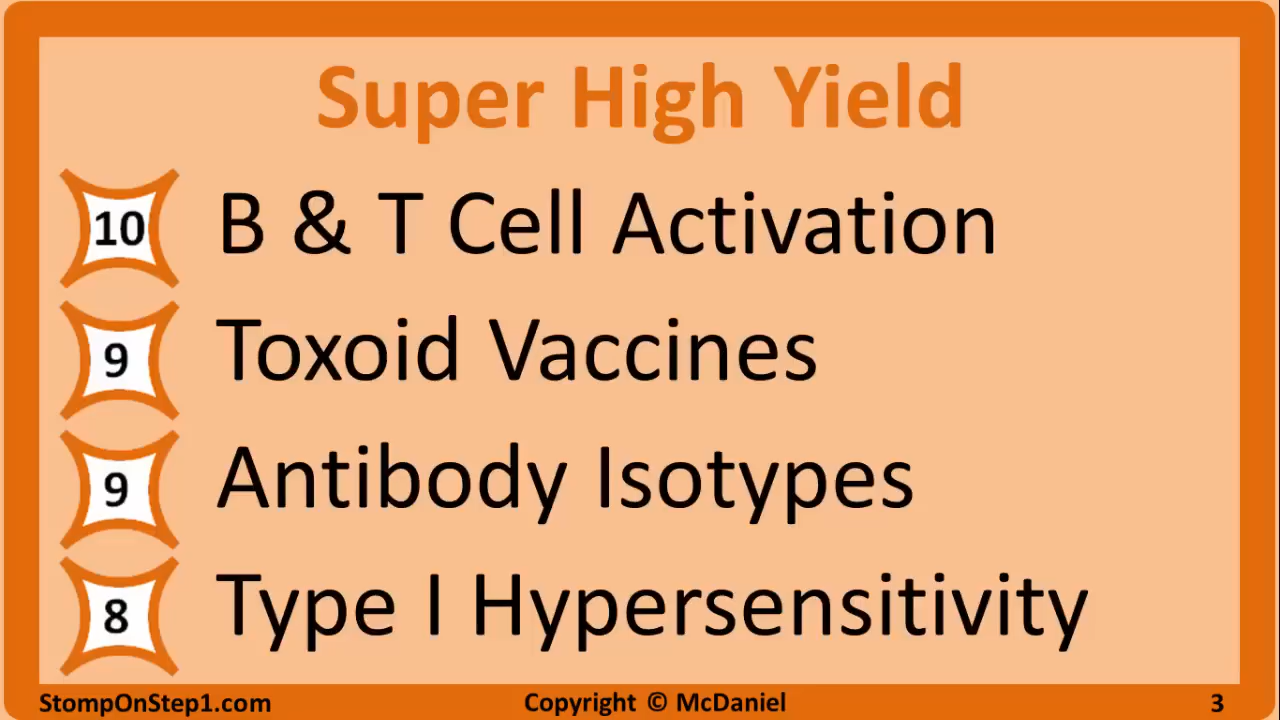 Super High Yield
10 B & T Cell Activation
9 Toxoid Vaccines
9 Antibody Isotypes
8 Type I Hypersensitivity
StompOnStep1.com Copyright © McDaniel 3